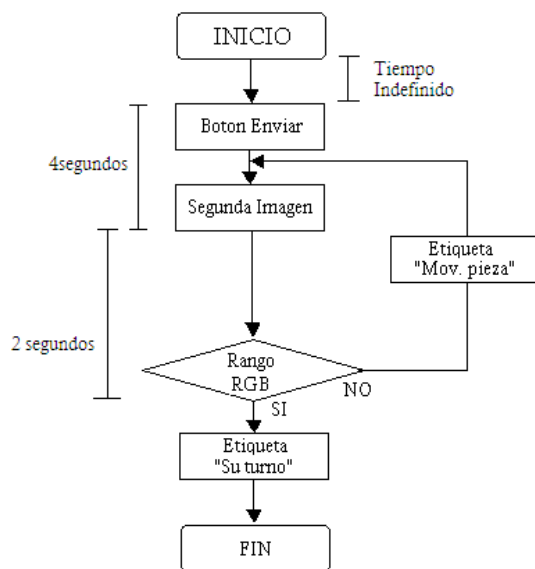 INICIO
Tiempo
Indefinido
Boton Enviar
4segundos
Segunda Imagen
Etiqueta
"Mov. pieza"
2 segundos
Rango
RGB
NO
SI
Etiqueta
"Su turno"
FIN